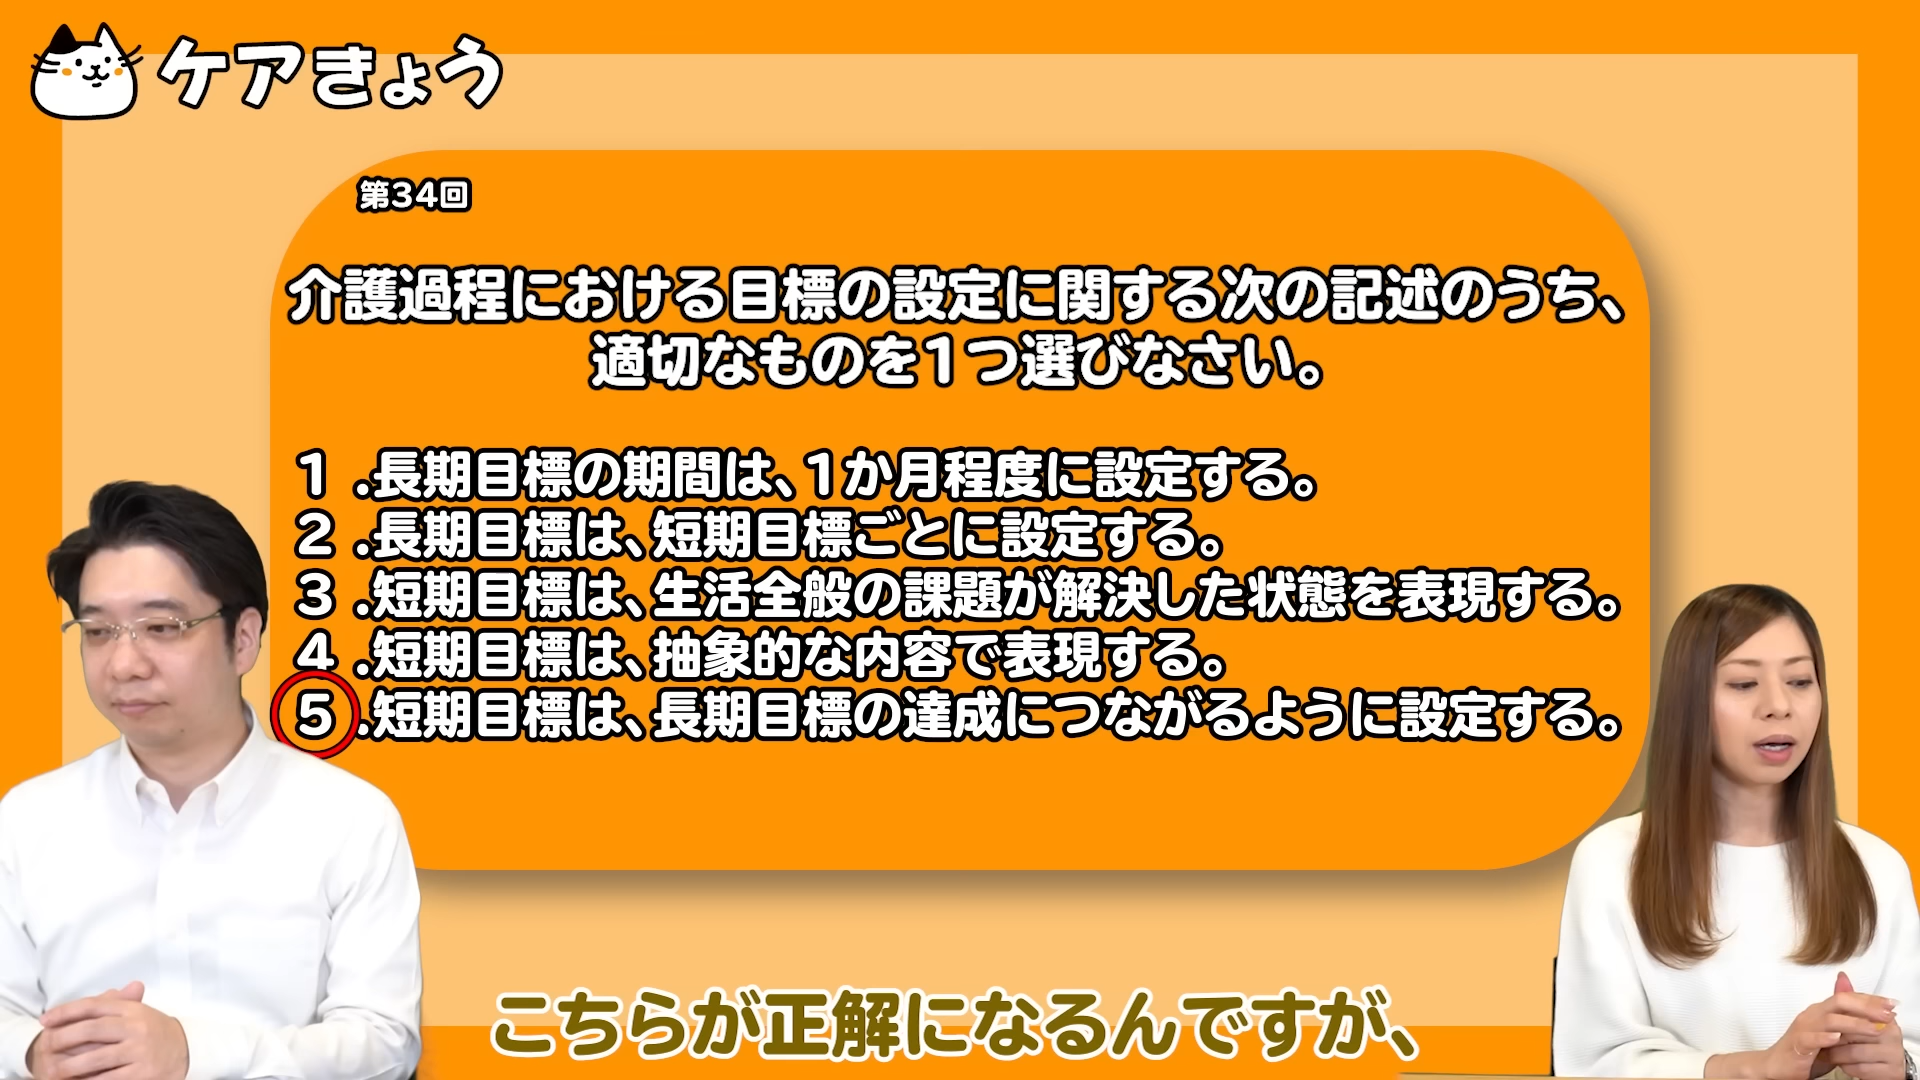 ケアきょう
第34回
介護過程における目標の設定に関する次の記述のうち、
適切なものを1つ選びなさい。
1 .長期目標の期間は、1か月程度に設定する。
2 .長期目標は、短期目標ごとに設定する。
3 .短期目標は、生活全般の課題が解決した状態を表現する。
4 .短期目標は、抽象的な内容で表現する。
5 .短期目標は、長期目標の達成につながるように設定する。
こちらが正解になるんですが、